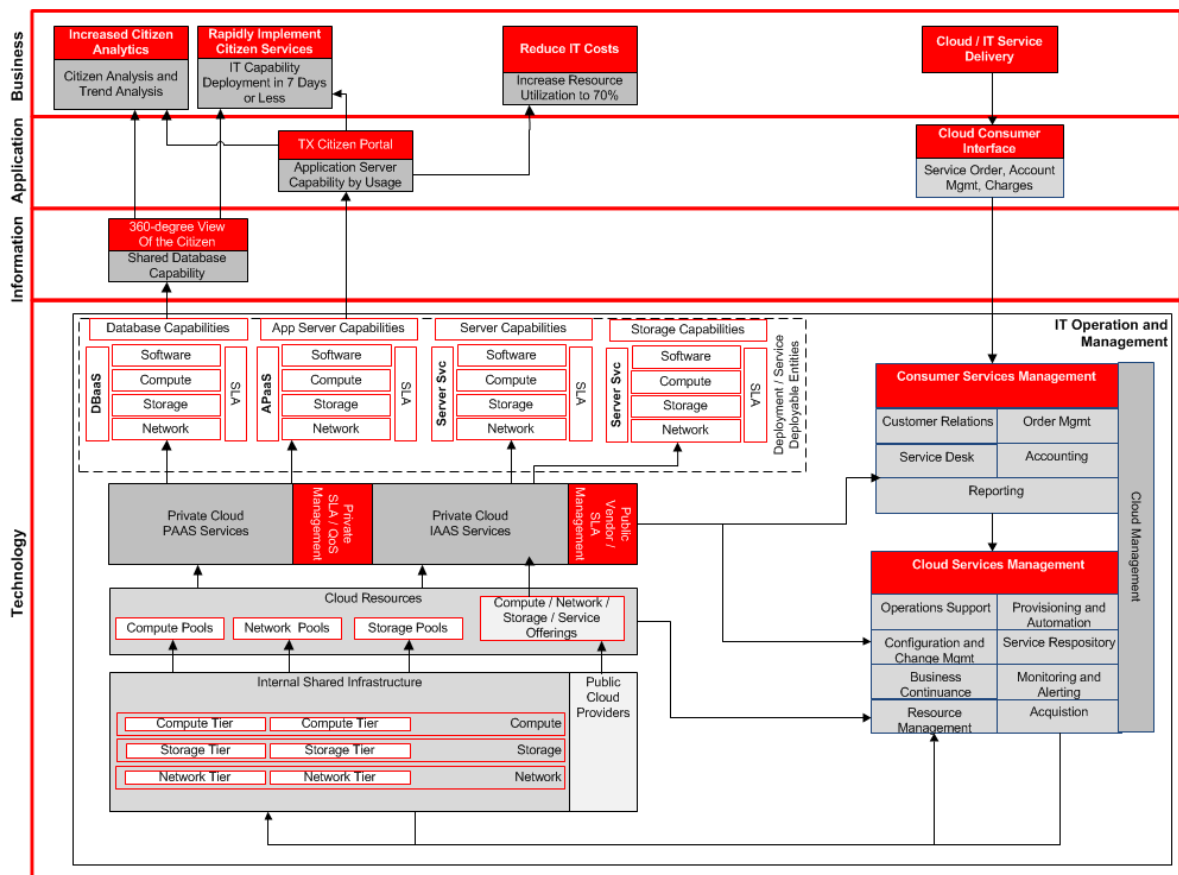 Business
Increased Citizen
Analytics
Citizen Analysis and
Trend Analysis
Rapidly Implement
Citizen Services
IT Capability
Deployment in 7 Days
or Less
Reduce IT Costs
Increase Resource
Utilization to 70%
Cloud / IT Service
Delivery
Application
TX Citizen Portal
Application Server
Capability by Usage
Cloud Consumer
Interface
Service Order, Account
Mgmt, Charges
Information
360-degree View
Of the Citizen
Shared Database
Capability
Technology
IT Operation and
Management
Database Capabilities
DBaaS
Software
Compute
Storage
Network
SLA
App Server Capabilities
APaaS
Software
Compute
Storage
Network
SLA
Server Capabilities
Server Svc
Software
Compute
Storage
Network
SLA
Storage Capabilities
Server Svc
Software
Compute
Storage
Network
SLA
Deployment / Service
Deployable Entities
Private Cloud
PAAS Services
Private
SLA / QoS
Management
Private Cloud
IAAS Services
Public
Vendor /
SLA
Management
Cloud Resources
Compute Pools
Network Pools
Storage Pools
Compute / Network /
Storage / Service
Offerings
Internal Shared Infrastructure
Compute Tier
Compute Tier
Compute
Storage Tier
Storage Tier
Storage
Network Tier
Network Tier
Network
Public
Cloud
Providers
Consumer Services Management
Customer Relations
Order Mgmt
Service Desk
Accounting
Reporting
Cloud Services Management
Operations Support
Provisioning and
Automation
Configuration and
Change Mgmt
Service Respository
Business
Continuance
Monitoring and
Alerting
Resource
Management
Acquistion
Cloud Management